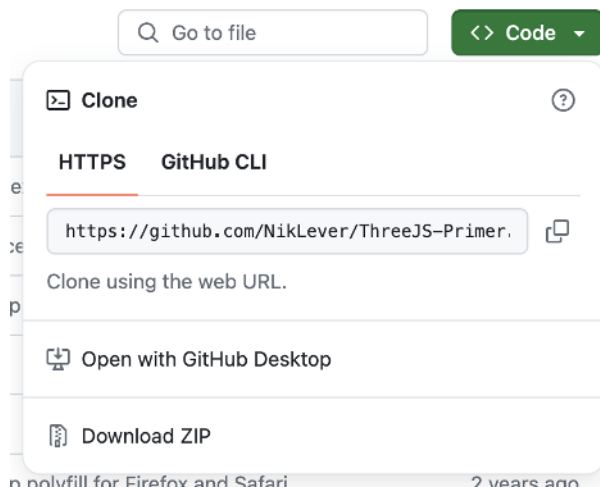 Go to file
Code
Clone
HTTPS GitHub CLI
https://github.com/NikLever/ThreeJS-Primer.
Clone using the web URL.
Open with GitHub Desktop
Download ZIP
polyfill for Firefox and Safari 2 years ago